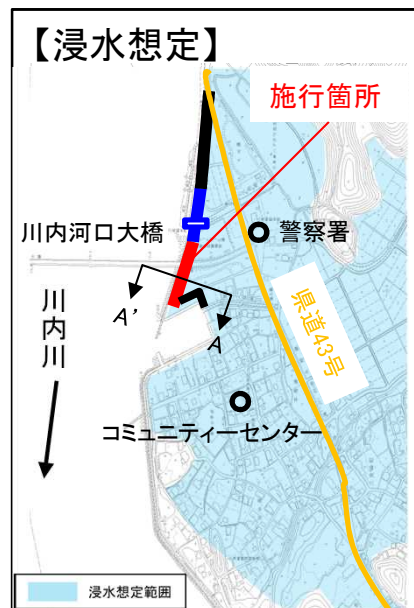 【浸水想定】
施行箇所
川内河口大橋
警察署
A'
A
川内川
県道43号
コミュニティーセンター
浸水想定範囲